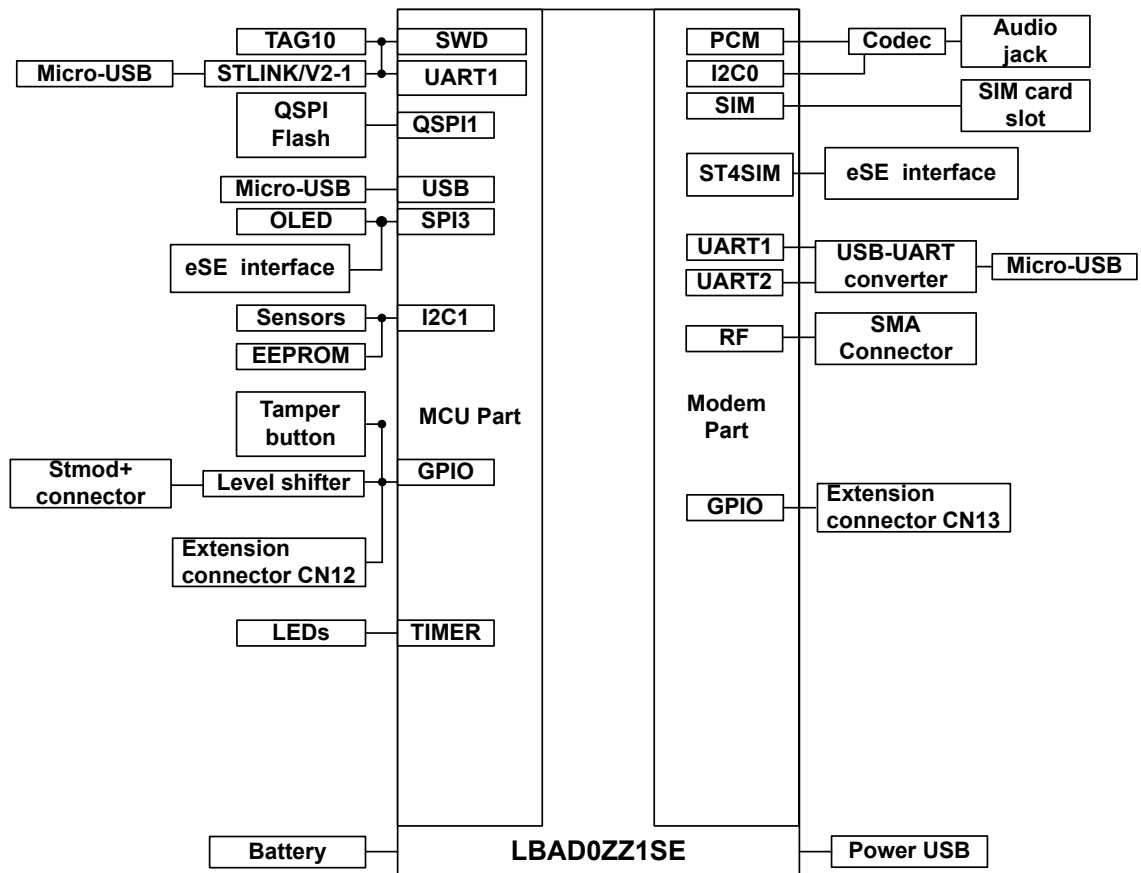 TAG10
SWD
Micro-USB
STLINK/V2-1
UART1
QSPI
Flash
QSPI1
Micro-USB
USB
OLED
SPI3
eSE interface
Sensors
I2C1
EEPROM
Tamper
button
MCU Part
Stmod+
connector
Level shifter
GPIO
Extension
connector CN12
LEDs
TIMER
Battery
LBAD0ZZ1SE
PCM
Codec
Audio
jack
I2C0
SIM
SIM card
slot
ST4SIM
eSE interface
UART1
USB-UART
converter
Micro-USB
UART2
RF
SMA
Connector
Modem
Part
GPIO
Extension
connector CN13
Power USB